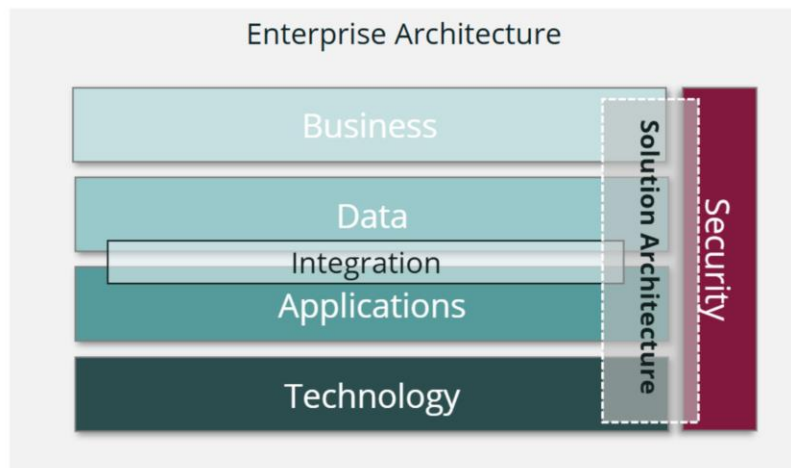 Enterprise Architecture
Business
Data
Integration
Applications
Technology
Solution Architecture
Security